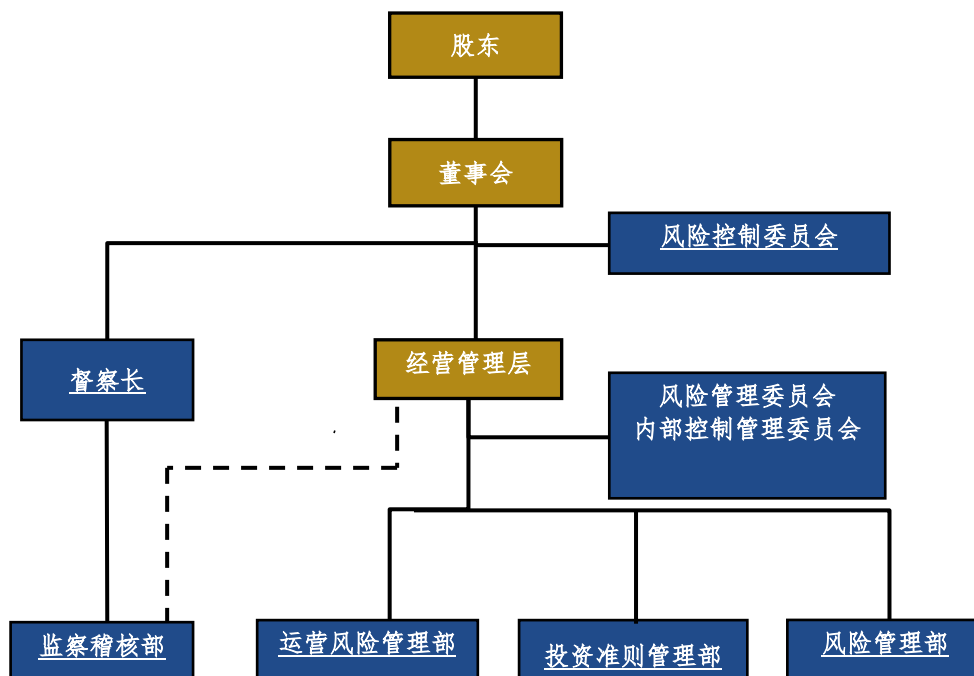 股东
董事会
风险控制委员会
督察长
经营管理层
风险管理委员会
内部控制管理委员会
监察稽核部
运营风险管理部
投资准则管理部
风险管理部